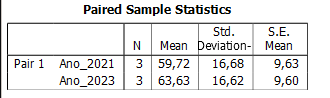 Paired Sample Statistics
N Mean Std. Deviation- S.E. Mean
Pair 1 Ano_2021 3 59,72 16,68 9,63
Ano_2023 3 63,63 16,62 9,60